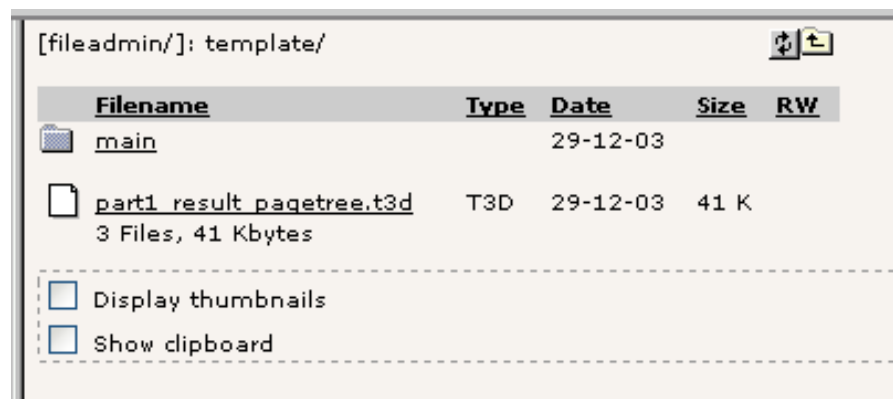 [fileadmin/]: template/
Filename Type Date Size RW
main 29-12-03
part1_result_pagetree.t3d T3D 29-12-03 41 K
3 Files, 41 Kbytes
Display thumbnails
Show clipboard